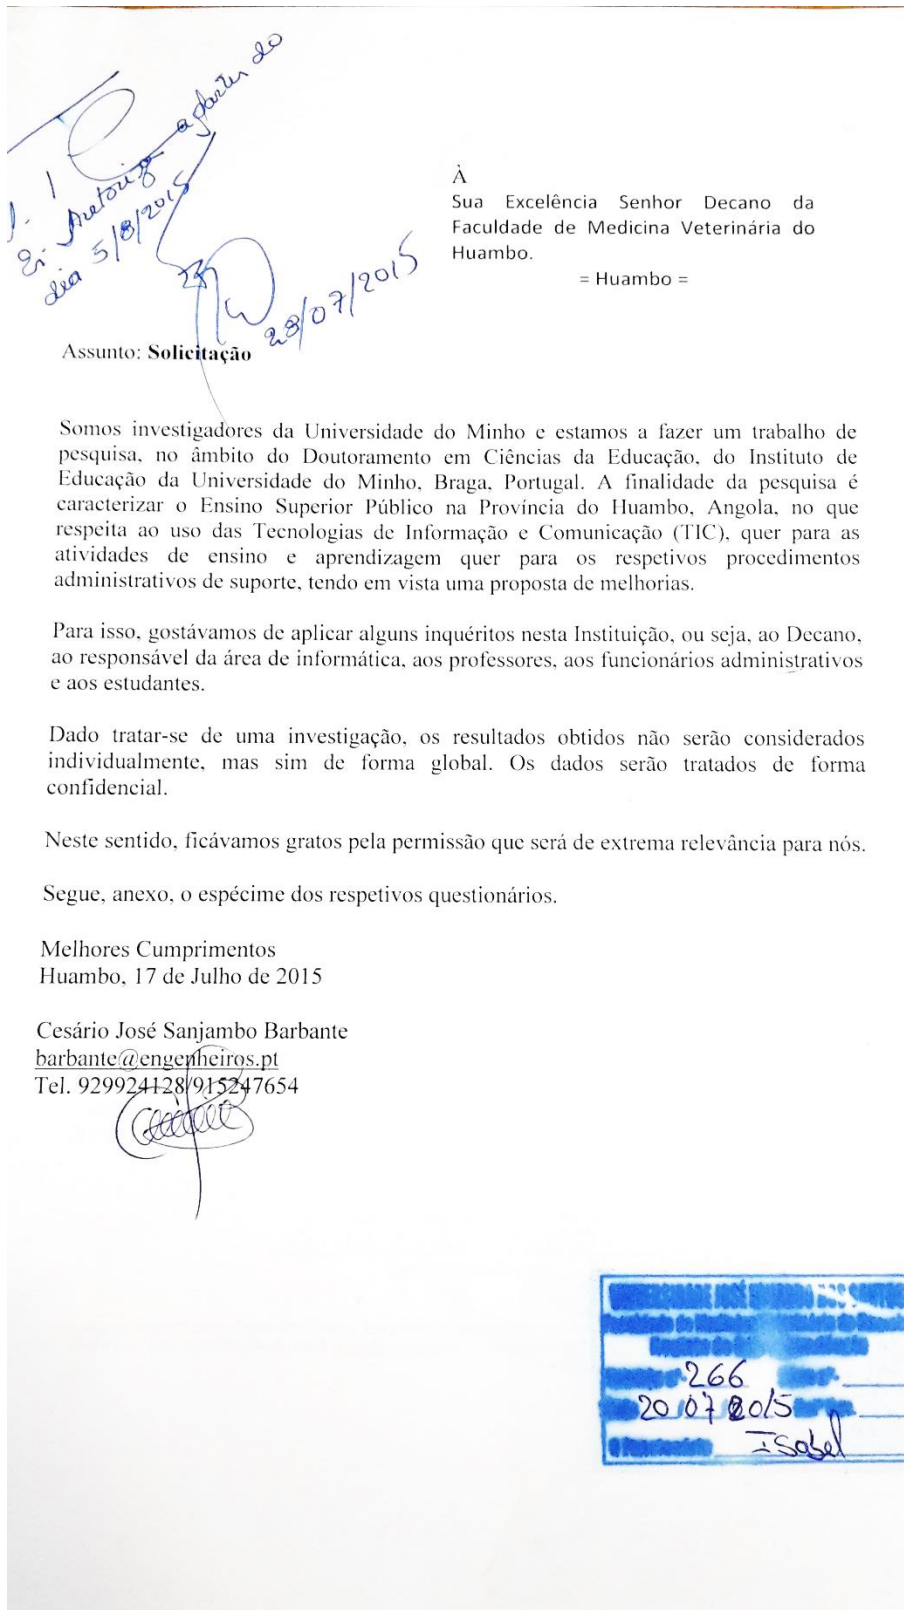 a partir do
Autorizo
dia 5/8/2015
28/07/2015
À
Sua Excelência Senhor Decano da
Faculdade de Medicina Veterinária do
Huambo.
= Huambo =
Assunto: Solicitação
Somos investigadores da Universidade do Minho e estamos a fazer um trabalho de
pesquisa, no âmbito do Doutoramento em Ciências da Educação, do Instituto de
Educação da Universidade do Minho, Braga, Portugal. A finalidade da pesquisa é
caracterizar o Ensino Superior Público na Província do Huambo, Angola, no que
respeita ao uso das Tecnologias de Informação e Comunicação (TIC), quer para as
atividades de ensino e aprendizagem quer para os respetivos procedimentos
administrativos de suporte, tendo em vista uma proposta de melhorias.
Para isso, gostávamos de aplicar alguns inquéritos nesta Instituição, ou seja, ao Decano,
ao responsável da área de informática, aos professores, aos funcionários administrativos
e aos estudantes.
Dado tratar-se de uma investigação, os resultados obtidos não serão considerados
individualmente, mas sim de forma global. Os dados serão tratados de forma
confidencial.
Neste sentido, ficávamos gratos pela permissão que será de extrema relevância para nós.
Segue, anexo, o espécime dos respetivos questionários.
Melhores Cumprimentos
Huambo, 17 de Julho de 2015
Cesário José Sanjambo Barbante
barbante@engenheiros.pt
Tel. 929924128/915247654
UNIVERSIDADE JOSÉ EDUARDO DOS SANTOS
266
20 07 2015
Isabel